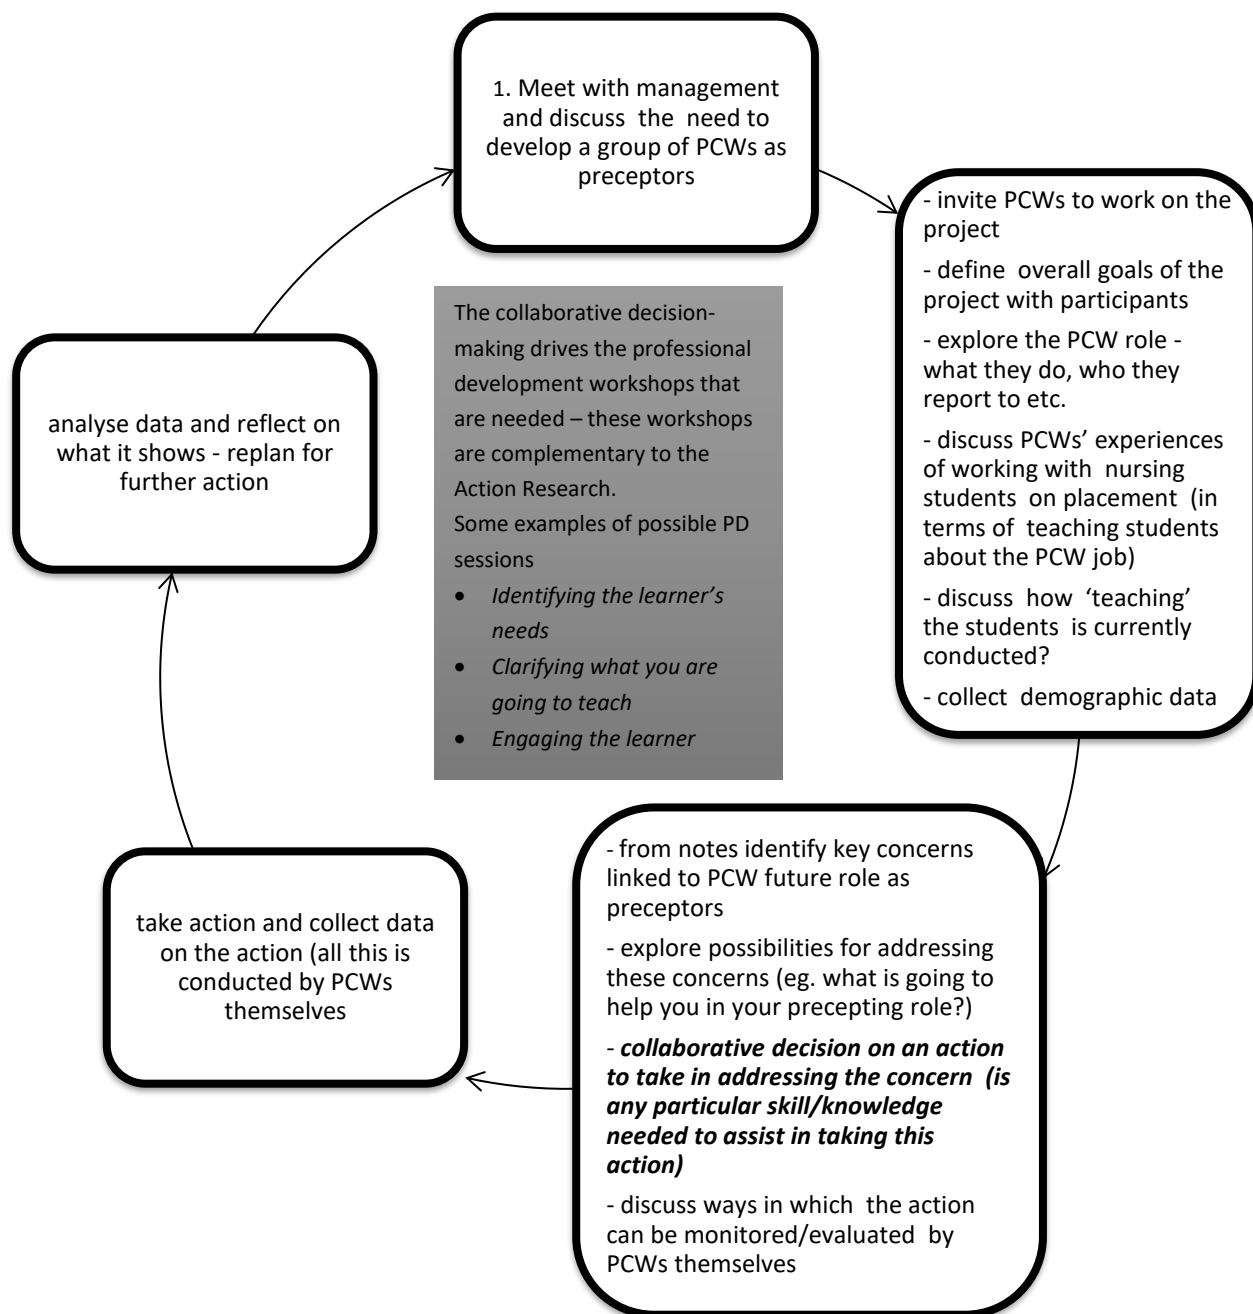 1. Meet with management
and discuss the need to
develop a group of PCWs as
preceptors
- invite PCWs to work on the
project
- define overall goals of the
project with participants
- explore the PCW role -
what they do, who they
report to etc.
- discuss PCWs’ experiences
of working with nursing
students on placement (in
terms of teaching students
about the PCW job)
- discuss how ‘teaching’
the students is currently
conducted?
- collect demographic data
- from notes identify key concerns
linked to PCW future role as
preceptors
- explore possibilities for addressing
these concerns (eg. what is going to
help you in your precepting role?)
- collaborative decision on an action
to take in addressing the concern (is
any particular skill/knowledge
needed to assist in taking this
action)
- discuss ways in which the action
can be monitored/evaluated by
PCWs themselves
take action and collect data
on the action (all this is
conducted by PCWs
themselves
analyse data and reflect on
what it shows - replan for
further action
The collaborative decision-
making drives the professional
development workshops that
are needed – these workshops
are complementary to the
Action Research.
Some examples of possible PD
sessions
• Identifying the learner’s
needs
• Clarifying what you are
going to teach
• Engaging the learner